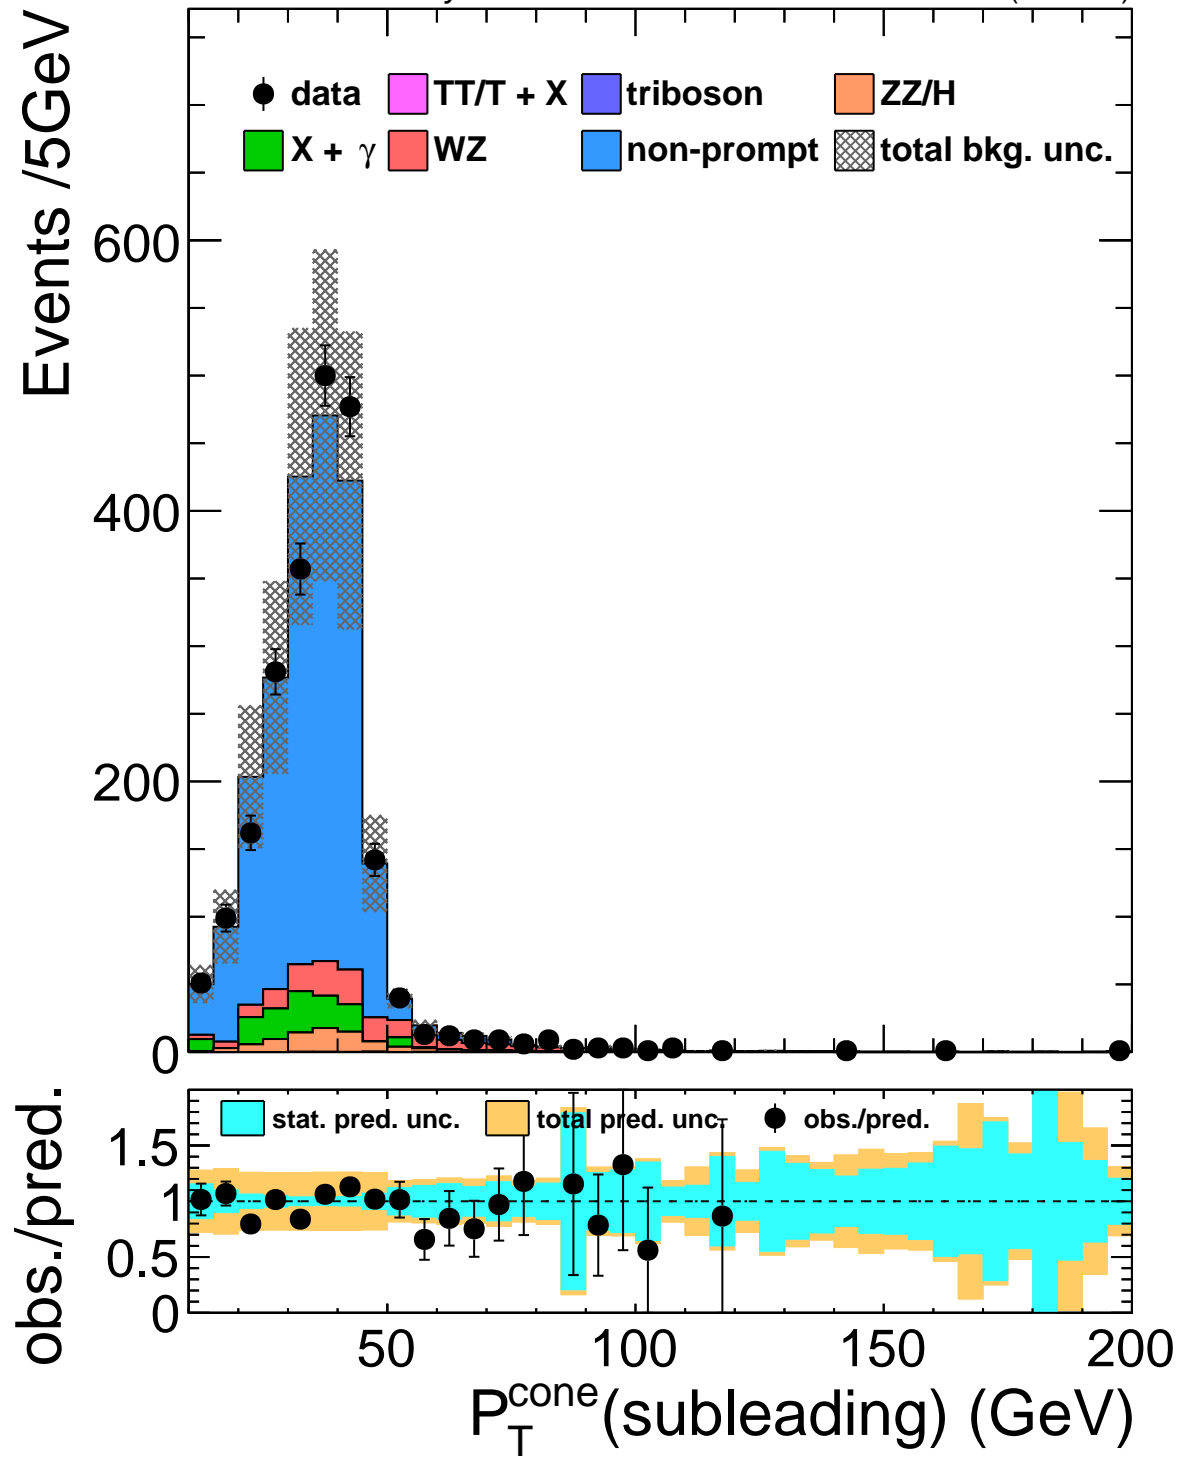 Events /5GeV
data TT/T + X triboson ZZ/H
X + γ WZ non-prompt total bkg. unc.
600
400
200
0
obs./pred.
stat. pred. unc. total pred. unc. obs./pred.
1.5
1
0.5
0
50 100 150 200
P_T^cone(subleading) (GeV)